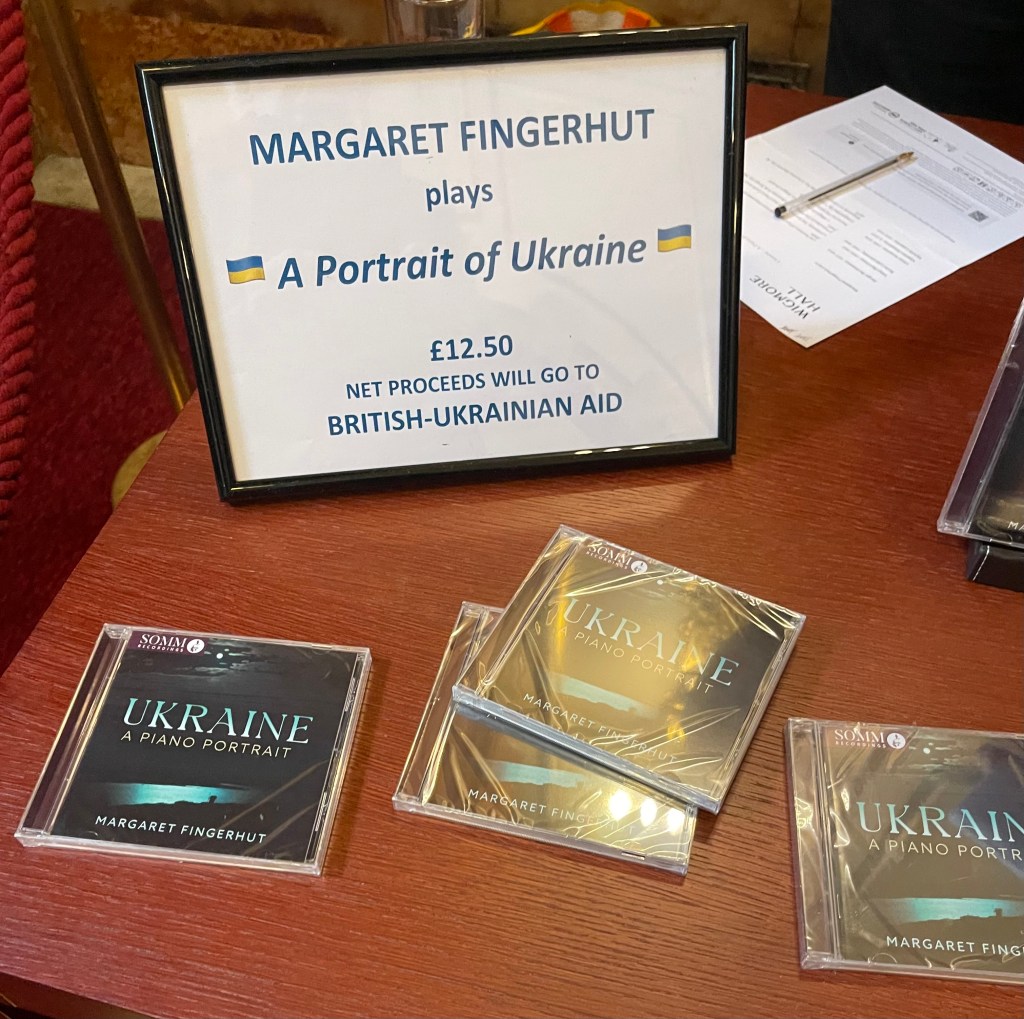 MARGARET FINGERHUT
plays
A Portrait of Ukraine
£12.50
NET PROCEEDS WILL GO TO
BRITISH-UKRAINIAN AID
WIGMORE
HALL
SOMM
RECORDINGS
UKRAINE
A PIANO PORTRAIT
MARGARET FINGERHUT
SOMM
RECORDINGS
UKRAINE
A PIANO PORTRAIT
MARGARET FINGERHUT
MARGARET FINGERHUT
SOMM
RECORDINGS
UKRAIN
A PIANO PORTR
MARGARET FING